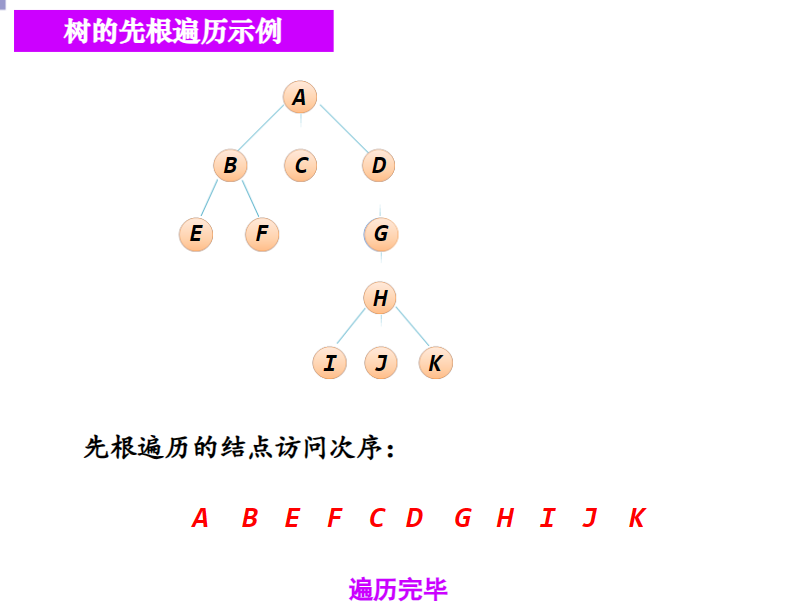 树的先根遍历示例
A
B C D
E F G
H
I J K
先根遍历的结点访问次序：
A B E F C D G H I J K
遍历完毕